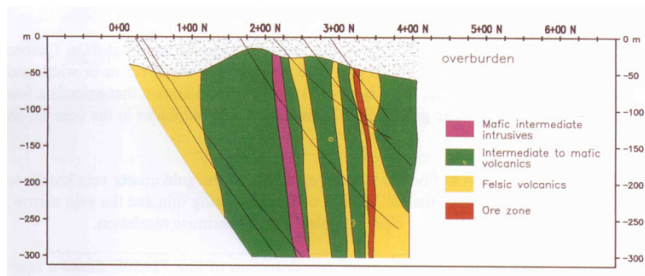 0+00 1+00 N 2+00 N 3+00 N 4+00 N 5+00 N 6+00 N
m 0 0 m
-50 -50
-100 -100
-150 -150
-200 -200
-250 -250
-300 -300
overburden
Mafic intermediate
intrusives
Intermediate to mafic
volcanics
Felsic volcanics
Ore zone